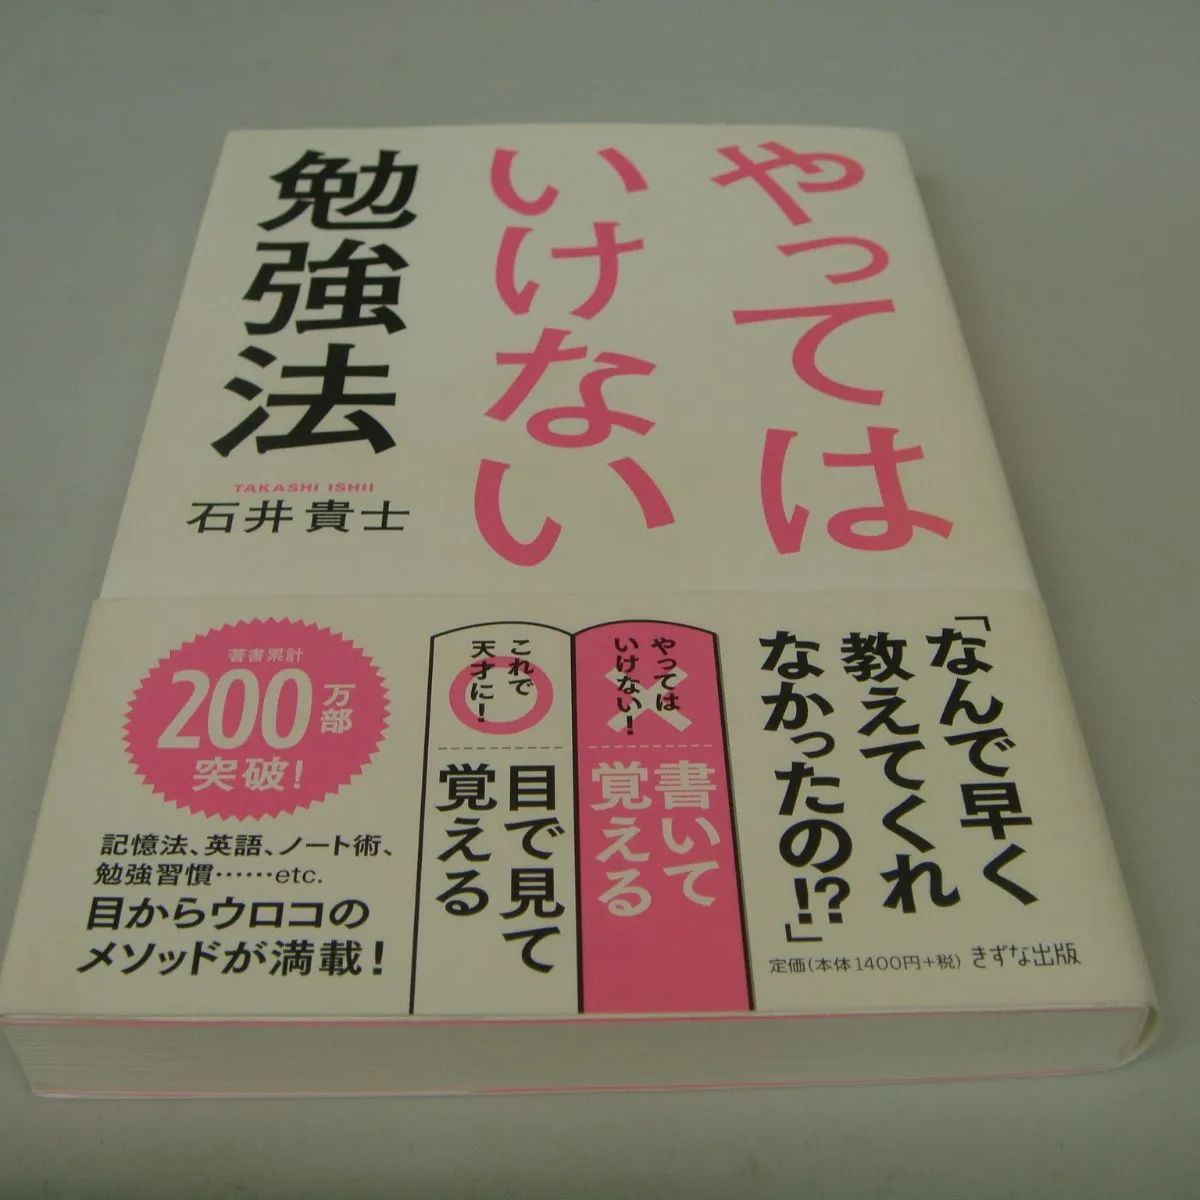 やっては
いけない
勉強法
TAKASHI ISHII
石井貴士
「なんで早く
教えてくれ
なかったの!?」
定価(本体1400円+税) きずな出版
やっては
いけない!
×
書いて
覚える
これで
天才に!
目で見て
覚える
著書累計
200万部
突破!
記憶法、英語、ノート術、
勉強習慣……etc.
目からウロコの
メソッドが満載!